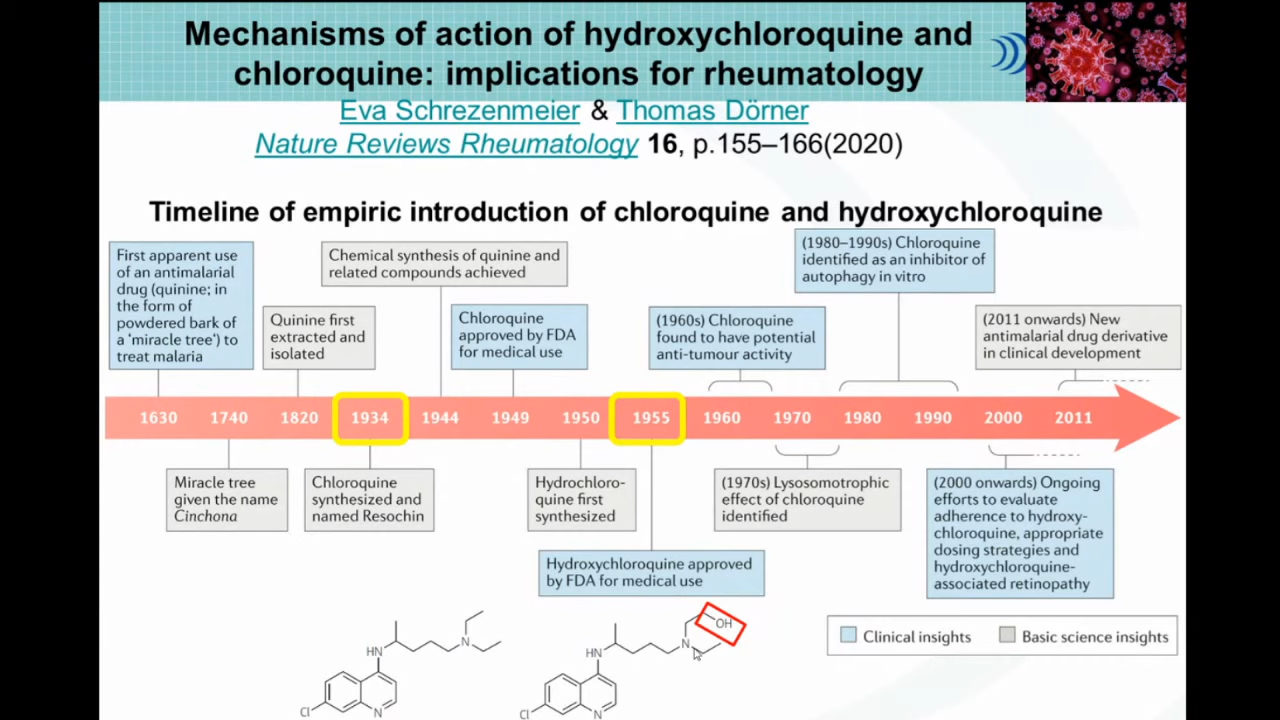 Mechanisms of action of hydroxychloroquine and
chloroquine: implications for rheumatology
Eva Schrezenmeier & Thomas Dörner
Nature Reviews Rheumatology 16, p.155–166(2020)
Timeline of empiric introduction of chloroquine and hydroxychloroquine
First apparent use
of an antimalarial
drug (quinine; in
the form of
powdered bark of
a ‘miracle tree’) to
treat malaria
Quinine first
extracted and
isolated
Chemical synthesis of quinine and
related compounds achieved
Chloroquine
approved by FDA
for medical use
(1960s) Chloroquine
found to have potential
anti-tumour activity
(1980–1990s) Chloroquine
identified as an inhibitor of
autophagy in vitro
(2011 onwards) New
antimalarial drug derivative
in clinical development
1630 1740 1820 1934 1944 1949 1950 1955 1960 1970 1980 1990 2000 2011
Miracle tree
given the name
Cinchona
Chloroquine
synthesized and
named Resochin
Hydrochloro-
quine first
synthesized
Hydroxychloroquine approved
by FDA for medical use
(1970s) Lysosomotrophic
effect of chloroquine
identified
(2000 onwards) Ongoing
efforts to evaluate
adherence to hydroxy-
chloroquine, appropriate
dosing strategies and
hydroxychloroquine-
associated retinopathy
Clinical insights
Basic science insights
HN
N
Cl
N
OH
HN
N
Cl
N